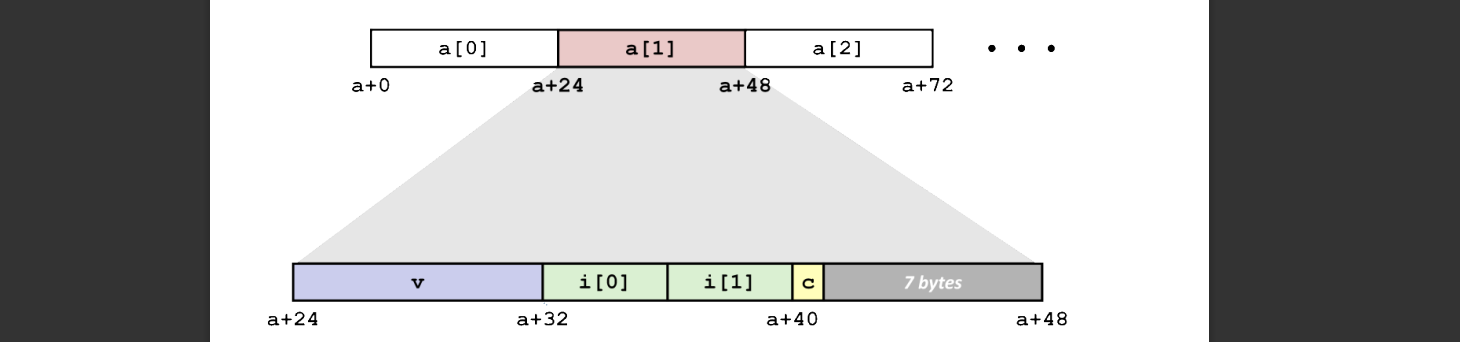 a[0] a[1] a[2] • • •
a+0 a+24 a+48 a+72
v i[0] i[1] c 7 bytes
a+24 a+32 a+40 a+48